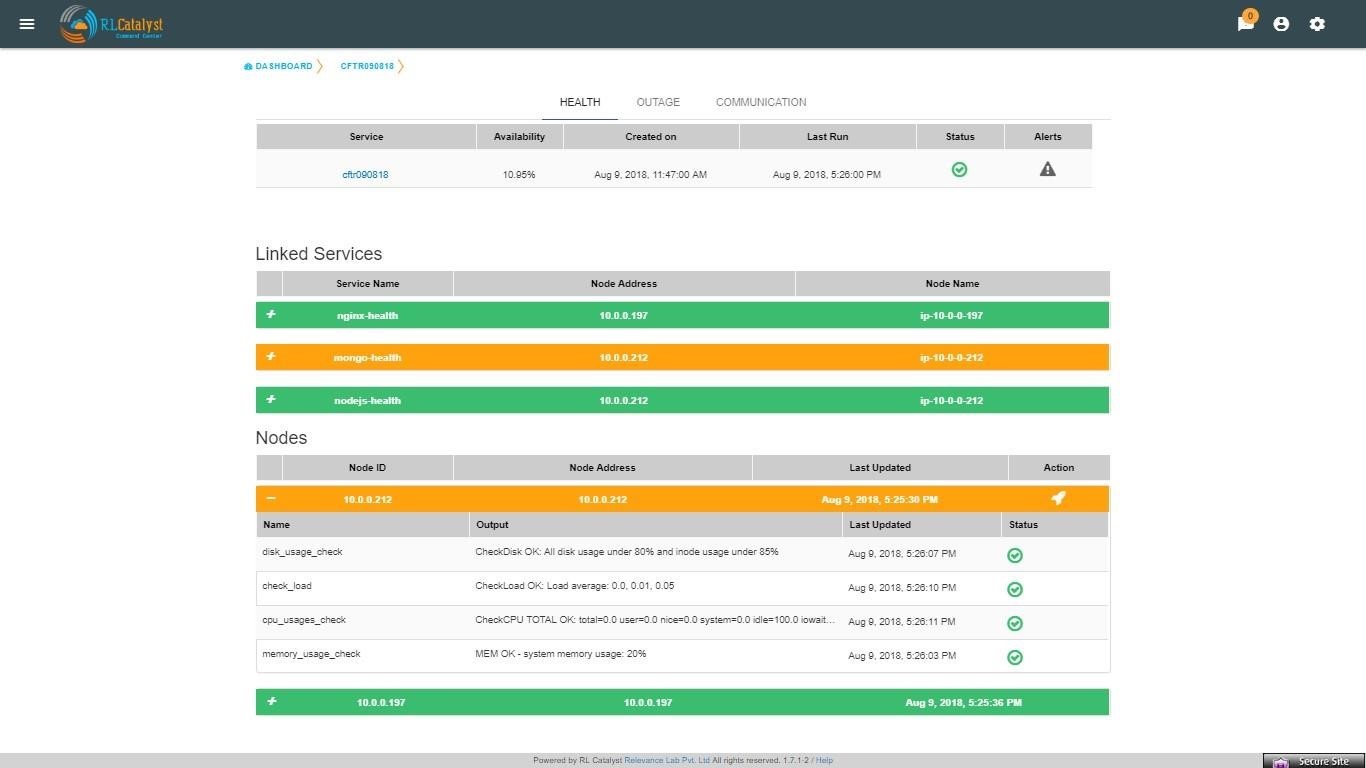 0
RLCatalyst
Command Center
DASHBOARD CFTR090818
HEALTH OUTAGE COMMUNICATION
Service Availability Created on Last Run Status Alerts
cftr090818 10.95% Aug 9, 2018, 11:47:00 AM Aug 9, 2018, 5:26:00 PM
Linked Services
Service Name Node Address Node Name
nginx-health 10.0.0.197 ip-10-0-0-197
mongo-health 10.0.0.212 ip-10-0-0-212
nodejs-health 10.0.0.212 ip-10-0-0-212
Nodes
Node ID Node Address Last Updated Action
10.0.0.212 10.0.0.212 Aug 9, 2018, 5:25:30 PM
Name Output Last Updated Status
disk_usage_check CheckDisk OK: All disk usage under 80% and inode usage under 85% Aug 9, 2018, 5:26:07 PM
check_load CheckLoad OK: Load average: 0.0, 0.01, 0.05 Aug 9, 2018, 5:26:10 PM
cpu_usages_check CheckCPU TOTAL OK: total=0.0 user=0.0 nice=0.0 system=0.0 idle=100.0 iowait... Aug 9, 2018, 5:26:11 PM
memory_usage_check MEM OK - system memory usage: 20% Aug 9, 2018, 5:26:03 PM
10.0.0.197 10.0.0.197 Aug 9, 2018, 5:25:36 PM
Powered by RL Catalyst Relevance Lab Pvt. Ltd All rights reserved. 1.7.1-2 / Help
Secure Site